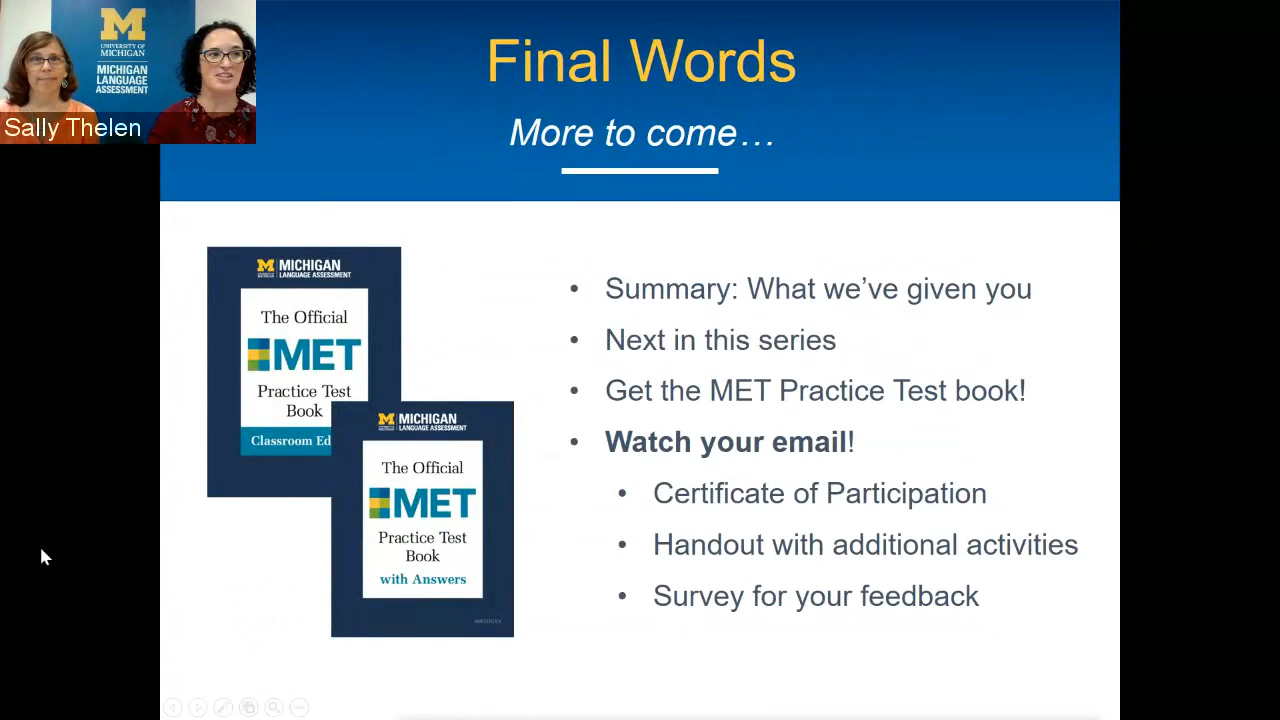 M
UNIVERSITY OF
MICHIGAN
MICHIGAN
LANGUAGE
ASSESSMENT
Sally Thelen
Final Words
More to come…
M MICHIGAN
LANGUAGE ASSESSMENT
The Official
MET
Practice Test
Book
Classroom Ed
M MICHIGAN
LANGUAGE ASSESSMENT
The Official
MET
Practice Test
Book
with Answers
MICHIGAN
• Summary: What we’ve given you
• Next in this series
• Get the MET Practice Test book!
• Watch your email!
• Certificate of Participation
• Handout with additional activities
• Survey for your feedback